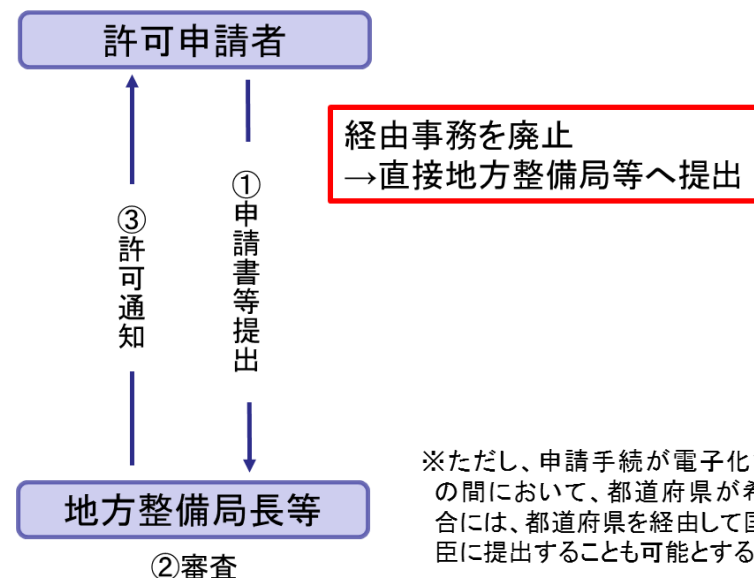 許可申請者
経由事務を廃止
→直接地方整備局等へ提出
①申請書等提出
③許可通知
※ただし、申請手続が電子化
の間において、都道府県が希
合には、都道府県を経由して国
臣に提出することも可能とする
地方整備局長等
②審査